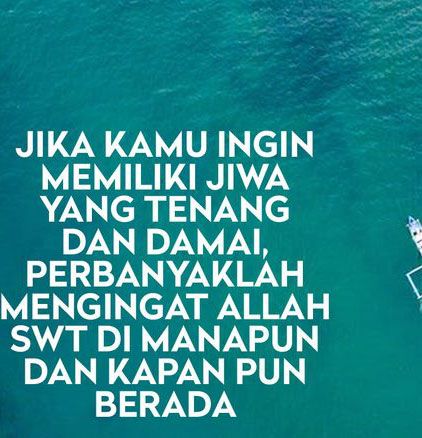 JIKA KAMU INGIN
MEMILIKI JIWA
YANG TENANG
DAN DAMAI,
PERBANYAKLAH
MENGINGAT ALLAH
SWT DI MANAPUN
DAN KAPAN PUN
BERADA